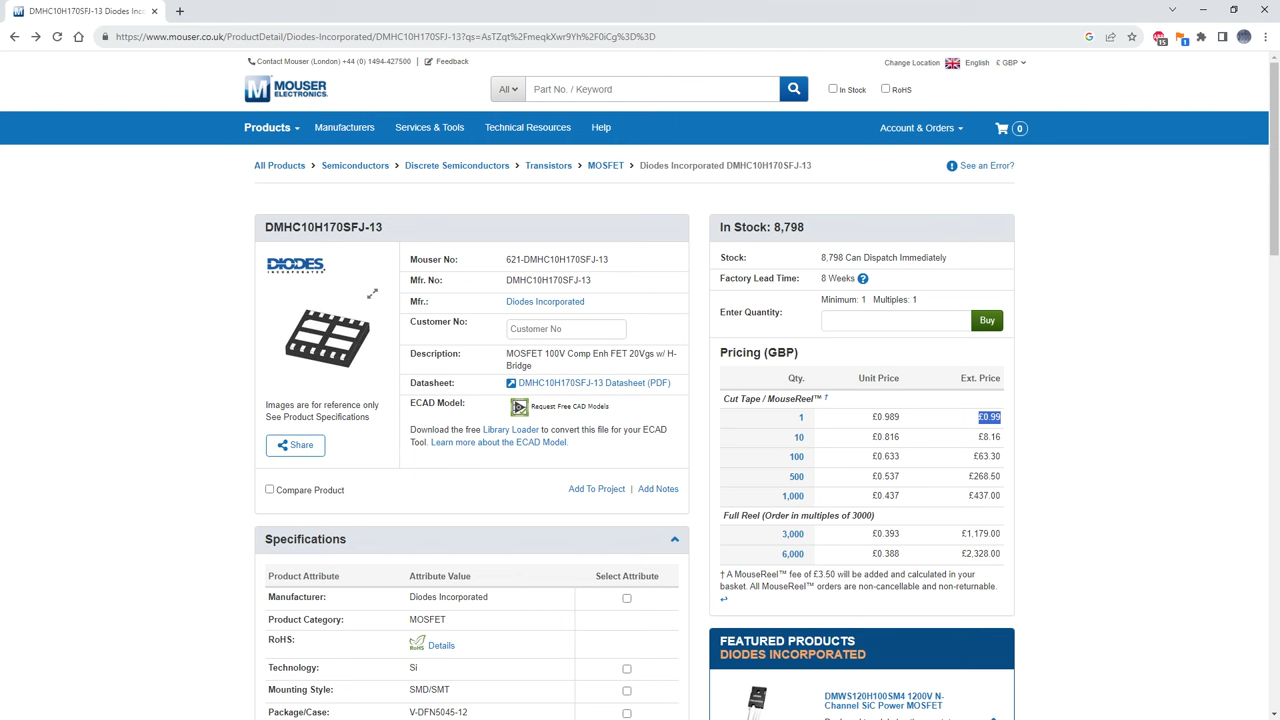 DMHC10H170SFJ-13 Diodes Inc
https://www.mouser.co.uk/ProductDetail/Diodes-Incorporated/DMHC10H170SFJ-13?qs=AsTZqt%2FmeqkXwr9Yh%2F0iCg%3D%3D
15
1
Contact Mouser (London) +44 (0) 1494-427500 | Feedback
Change Location English £ GBP
M MOUSER ELECTRONICS
All Part No. / Keyword
In Stock RoHS
Products Manufacturers Services & Tools Technical Resources Help Account & Orders 0
All Products > Semiconductors > Discrete Semiconductors > Transistors > MOSFET > Diodes Incorporated DMHC10H170SFJ-13
See an Error?
DMHC10H170SFJ-13
DIODES INCORPORATED
Images are for reference only
See Product Specifications
Share
Mouser No: 621-DMHC10H170SFJ-13
Mfr. No: DMHC10H170SFJ-13
Mfr.: Diodes Incorporated
Customer No: Customer No
Description: MOSFET 100V Comp Enh FET 20Vgs w/ H-
Bridge
Datasheet: DMHC10H170SFJ-13 Datasheet (PDF)
ECAD Model: Request Free CAD Models
Download the free Library Loader to convert this file for your ECAD
Tool. Learn more about the ECAD Model.
Compare Product
Add To Project | Add Notes
In Stock: 8,798
Stock: 8,798 Can Dispatch Immediately
Factory Lead Time: 8 Weeks ?
Minimum: 1 Multiples: 1
Enter Quantity: Buy
Pricing (GBP)
Qty. Unit Price Ext. Price
Cut Tape / MouseReel™ †
1 £0.989 £0.99
10 £0.816 £8.16
100 £0.633 £63.30
500 £0.537 £268.50
1,000 £0.437 £437.00
Full Reel (Order in multiples of 3000)
3,000 £0.393 £1,179.00
6,000 £0.388 £2,328.00
† A MouseReel™ fee of £3.50 will be added and calculated in your
basket. All MouseReel™ orders are non-cancellable and non-returnable.
Specifications
Product Attribute Attribute Value Select Attribute
Manufacturer: Diodes Incorporated
Product Category: MOSFET
RoHS: RoHS Details
Technology: Si
Mounting Style: SMD/SMT
Package/Case: V-DFN5045-12
FEATURED PRODUCTS
DIODES INCORPORATED
DMWS120H100SM4 1200V N-
Channel SiC Power MOSFET